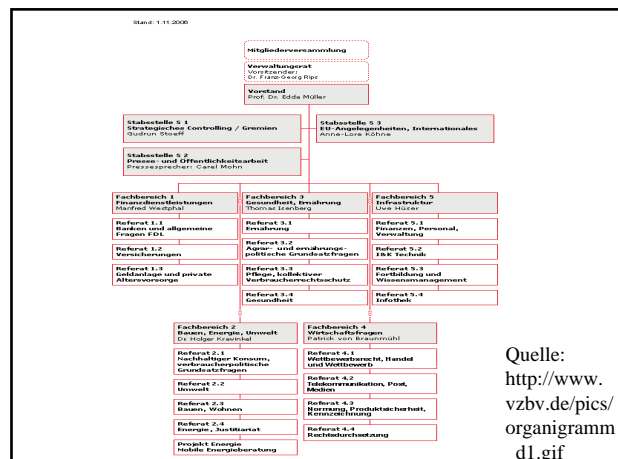 Stand: 1.11.2006
Mitgliederversammlung
Verwaltungsrat
Vorsitzender:
Dr. Franz-Georg Rips
Vorstand
Prof. Dr. Edda Müller
Stabsstelle S 1
Strategisches Controlling / Gremien
Gudrun Stoeff
Stabsstelle S 3
EU-Angelegenheiten, Internationales
Anne-Lore Köhne
Stabsstelle S 2
Presse- und Öffentlichkeitsarbeit
Pressesprecher: Carel Mohn
Fachbereich 1
Finanzdienstleistungen
Manfred Westphal
Referat 1.1
Banken und allgemeine
Fragen FDL
Referat 1.2
Versicherungen
Referat 1.3
Geldanlage und private
Altersvorsorge
Fachbereich 3
Gesundheit, Ernährung
Thomas Isenberg
Referat 3.1
Ernährung
Referat 3.2
Agrar- und ernährungs-
politische Grundsatzfragen
Referat 3.3
Pflege, kollektiver
Verbraucherrechtsschutz
Referat 3.4
Gesundheit
Fachbereich 5
Infrastruktur
Uwe Hüser
Referat 5.1
Finanzen, Personal,
Verwaltung
Referat 5.2
I&K Technik
Referat 5.3
Fortbildung und
Wissensmanagement
Referat 5.4
Infothek
Fachbereich 2
Bauen, Energie, Umwelt
Dr. Holger Krawinkel
Referat 2.1
Nachhaltiger Konsum,
verbraucherpolitische
Grundsatzfragen
Referat 2.2
Umwelt
Referat 2.3
Bauen, Wohnen
Referat 2.4
Energie, Justitiariat
Projekt Energie
Mobile Energieberatung
Fachbereich 4
Wirtschaftsfragen
Patrick von Braunmühl
Referat 4.1
Wettbewerbsrecht, Handel
und Wettbewerb
Referat 4.2
Telekommunikation, Post,
Medien
Referat 4.3
Normung, Produktsicherheit,
Kennzeichnung
Referat 4.4
Rechtsdurchsetzung
Quelle:
http://www.
vzbv.de/pics/
organigramm
_d1.gif